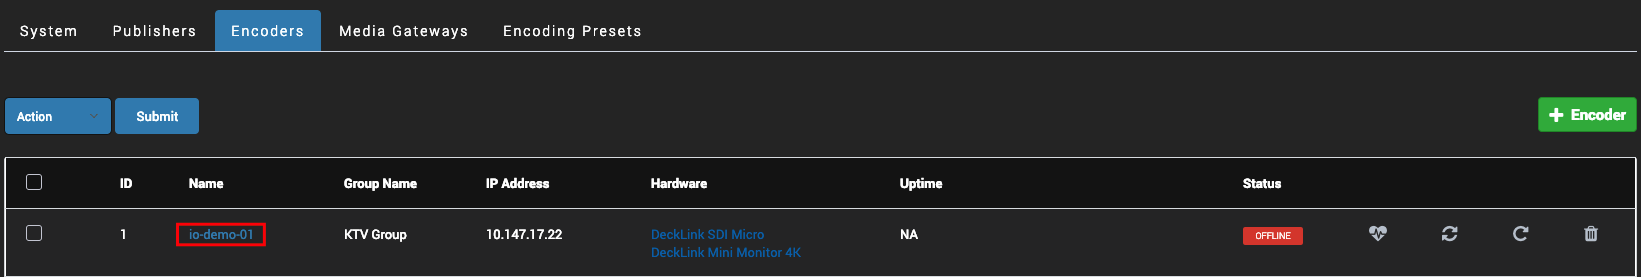 System Publishers Encoders Media Gateways Encoding Presets
Action Submit + Encoder
ID Name Group Name IP Address Hardware Uptime Status
1 io-demo-01 KTV Group 10.147.17.22 DeckLink SDI Micro NA OFFLINE
DeckLink Mini Monitor 4K